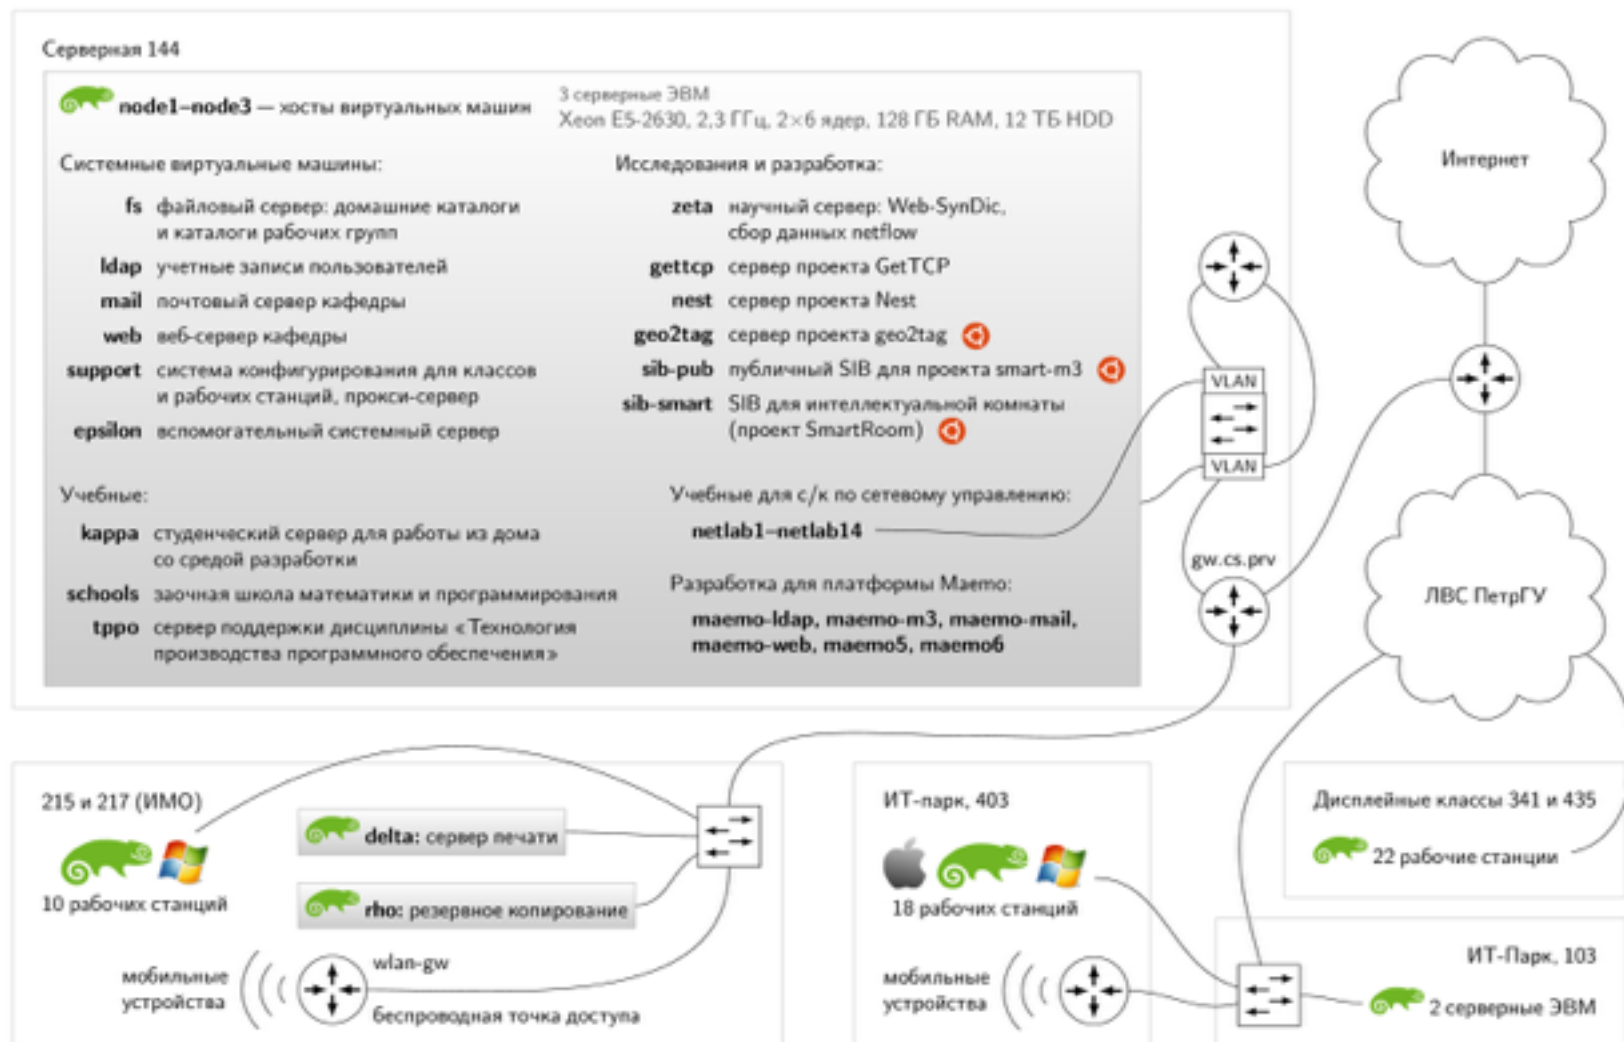 Серверная 144
node1–node3 — хосты виртуальных машин
3 серверные ЭВМ
Xeon E5-2630, 2,3 ГГц, 2×6 ядер, 128 ГБ RAM, 12 ТБ HDD
Системные виртуальные машины:
fs файловый сервер: домашние каталоги
и каталоги рабочих групп
ldap учетные записи пользователей
mail почтовый сервер кафедры
web веб-сервер кафедры
support система конфигурирования для классов
и рабочих станций, прокси-сервер
epsilon вспомогательный системный сервер
Исследования и разработка:
zeta научный сервер: Web-SynDic,
сбор данных netflow
gettcp сервер проекта GetTCP
nest сервер проекта Nest
geo2tag сервер проекта geo2tag
sib-pub публичный SIB для проекта smart-m3
sib-smart SIB для интеллектуальной комнаты
(проект SmartRoom)
Учебные:
kappa студенческий сервер для работы из дома
со средой разработки
schools заочная школа математики и программирования
tppo сервер поддержки дисциплины «Технология
производства программного обеспечения»
Учебные для с/к по сетевому управлению:
netlab1–netlab14
Разработка для платформы Maemo:
maemo-ldap, maemo-m3, maemo-mail,
maemo-web, maemo5, maemo6
VLAN
VLAN
gw.cs.prv
Интернет
ЛВС ПетрГУ
215 и 217 (ИМО)
10 рабочих станций
delta: сервер печати
rho: резервное копирование
мобильные
устройства
wlan-gw
беспроводная точка доступа
ИТ-парк, 403
18 рабочих станций
мобильные
устройства
Дисплейные классы 341 и 435
22 рабочие станции
ИТ-Парк, 103
2 серверные ЭВМ